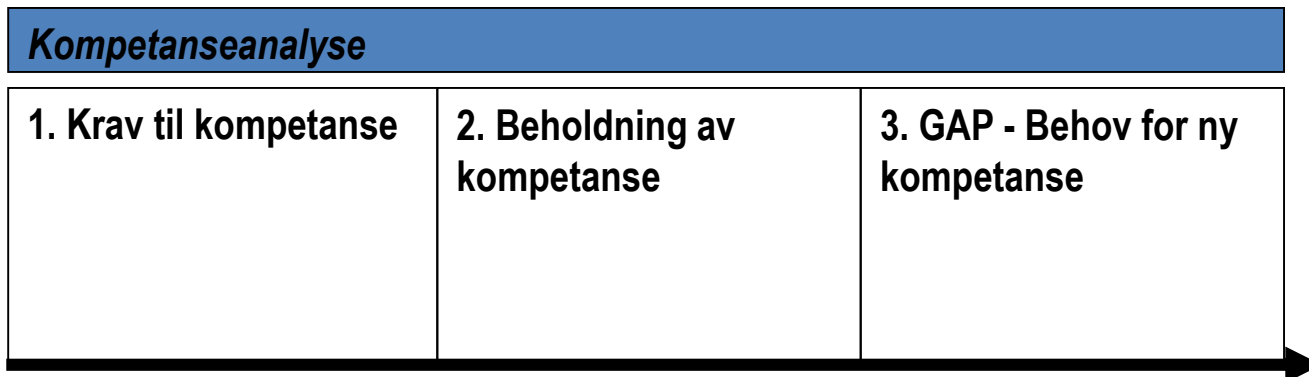 Kompetanseanalyse
1. Krav til kompetanse
2. Beholdning av
kompetanse
3. GAP - Behov for ny
kompetanse